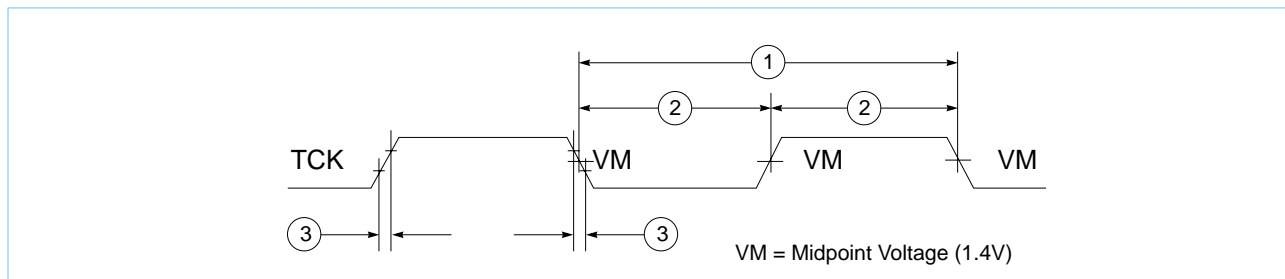 1
2
2
TCK
VM
VM
VM
3
3
VM = Midpoint Voltage (1.4V)